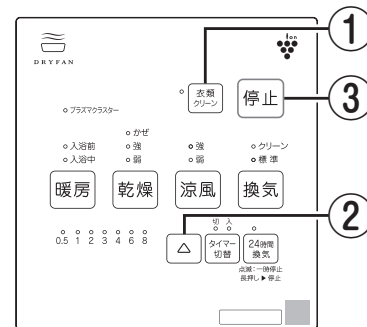 DRYFAN
Ion
①
衣類
クリーン
停止
③
プラズマクラスター
かぜ
入浴前 強 強 クリーン
入浴中 弱 弱 標準
暖房 乾燥 涼風 換気
②
切 入
0.5 1 2 3 4 6 8
△
タイマー
切替
24時間
換気
点滅:一時停止
長押し▶停止